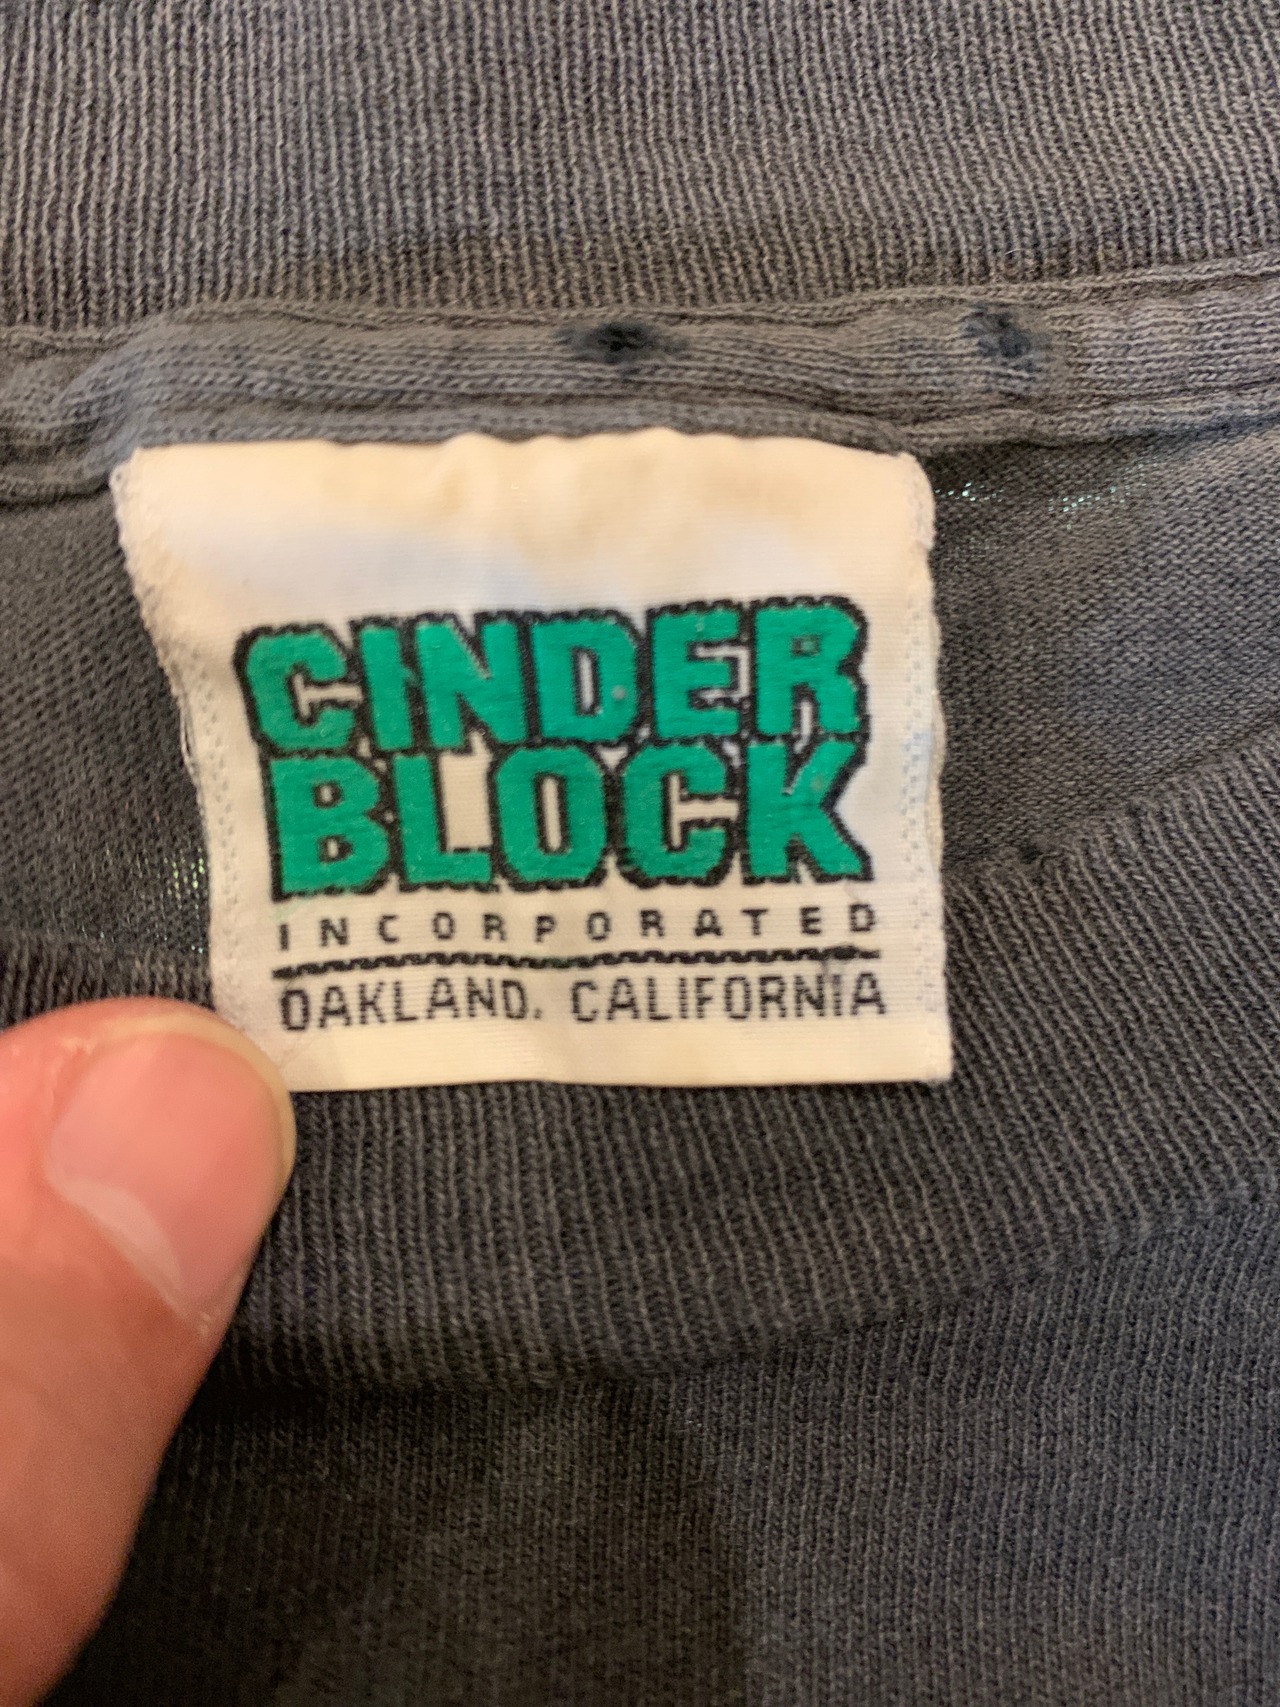 CINDER
BLOCK
INCORPORATED
OAKLAND, CALIFORNIA